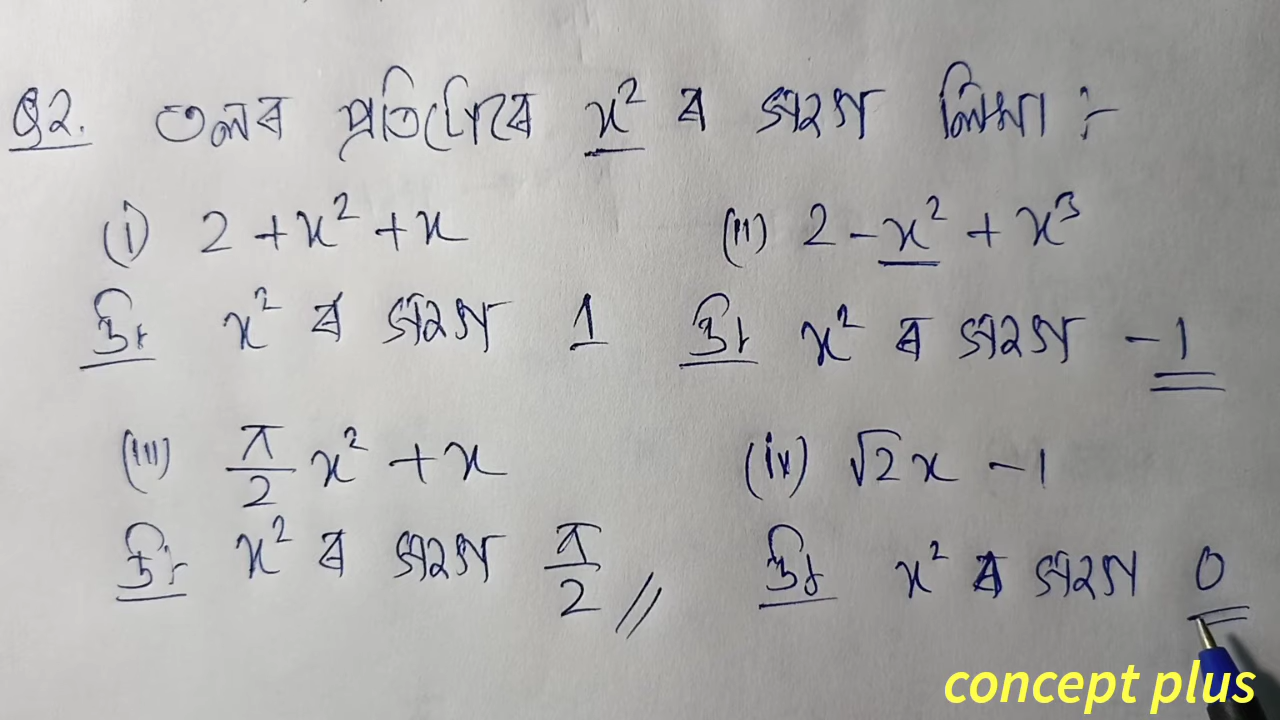 Q2. তলৰ প্ৰতিটোৰে x² ৰ সহগ লিখা :-
(i) 2 + x² + x (ii) 2 - x² + x³
উঃ x² ৰ সহগ 1 উঃ x² ৰ সহগ -1
(iii) π/2 x² + x (iv) √2x - 1
উঃ x² ৰ সহগ π/2 // উঃ x² ৰ সহগ 0
concept plus